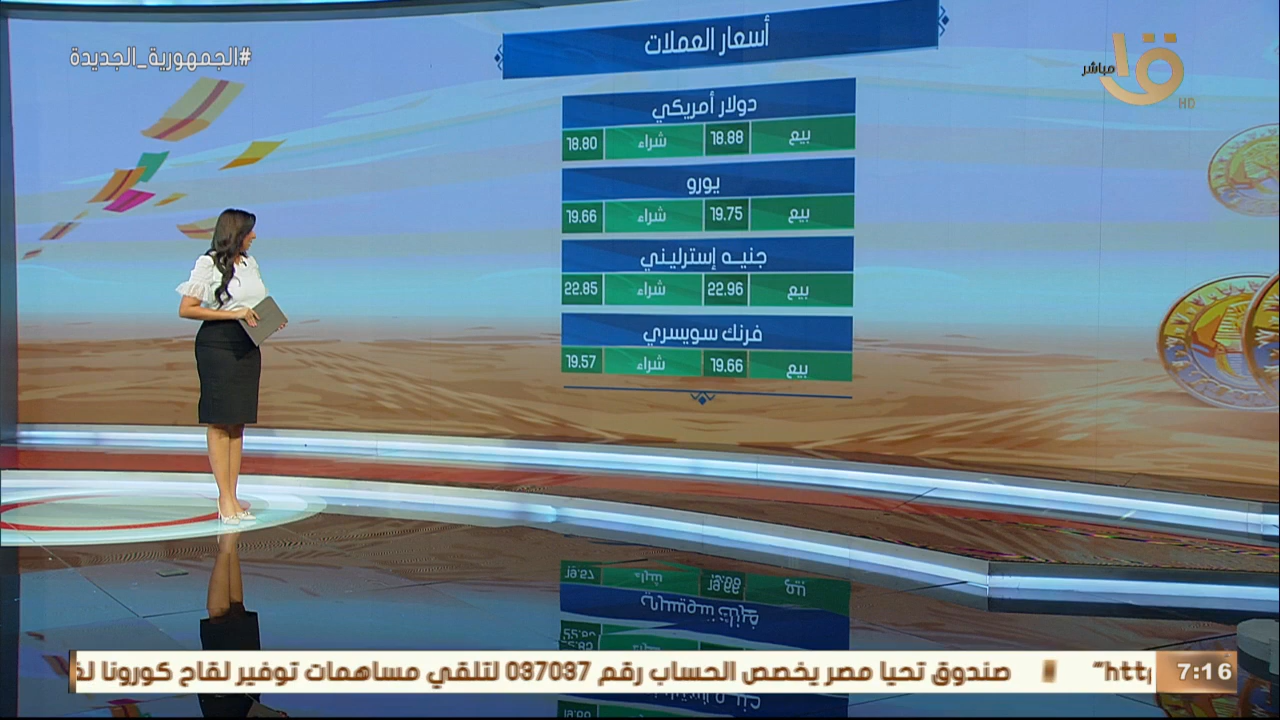 #الجمهورية_الجديدة
أسعار العملات
مباشر
HD
دولار أمريكي
بيع 18.88 شراء 18.80
يورو
بيع 19.75 شراء 19.66
جنيه إسترليني
بيع 22.96 شراء 22.85
فرنك سويسري
بيع 19.66 شراء 19.57
صندوق تحيا مصر يخصص الحساب رقم 037037 لتلقي مساهمات توفير لقاح كورونا
"http
7:16